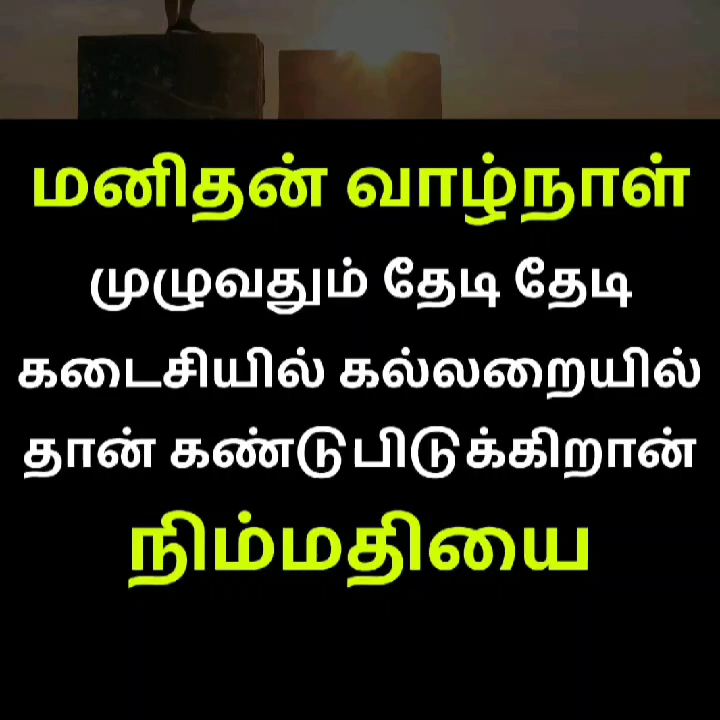 மனிதன் வாழ்நாள்
முழுவதும் தேடி தேடி
கடைசியில் கல்லறையில்
தான் கண்டுபிடுக்கிறான்
நிம்மதியை